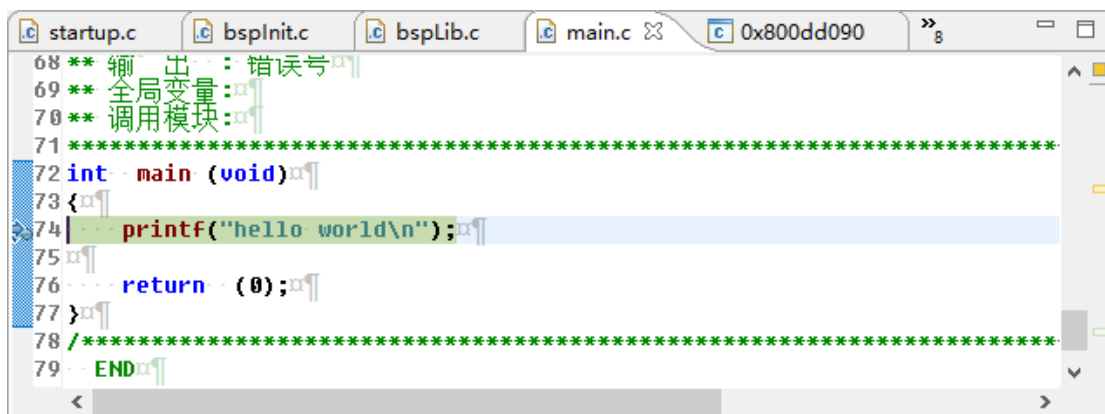 startup.c bspInit.c bspLib.c main.c 0x800dd090 »8
68 ** 输 出 : 错误号
69 ** 全局变量:
70 ** 调用模块:
71 *********************************************************************************
72 int main (void)
73 {
74 printf("hello world\n");
75
76 return (0);
77 }
78 /********************************************************************************
79 END